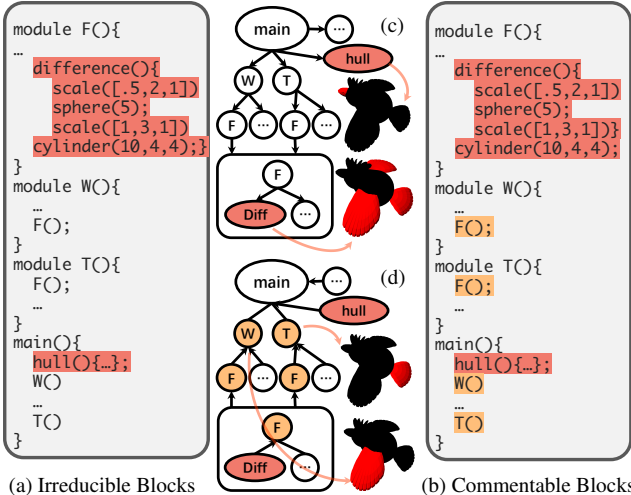 module F(){
…
difference(){
scale([.5,2,1])
sphere(5);
scale([1,3,1])
cylinder(10,4,4);}
}
module W(){
…
F();
}
module T(){
F();
…
}
main(){
hull(){…};
W()
…
T()
}
(a) Irreducible Blocks
(c)
main
…
hull
W
T
F
…
F
…
F
Diff
…
(d)
main
…
hull
W
T
F
…
F
…
F
Diff
…
module F(){
…
difference(){
scale([.5,2,1])
sphere(5);
scale([1,3,1])}
cylinder(10,4,4);
}
module W(){
…
F();
}
module T(){
F();
…
}
main(){
hull(){…};
W()
…
T()
}
(b) Commentable Blocks